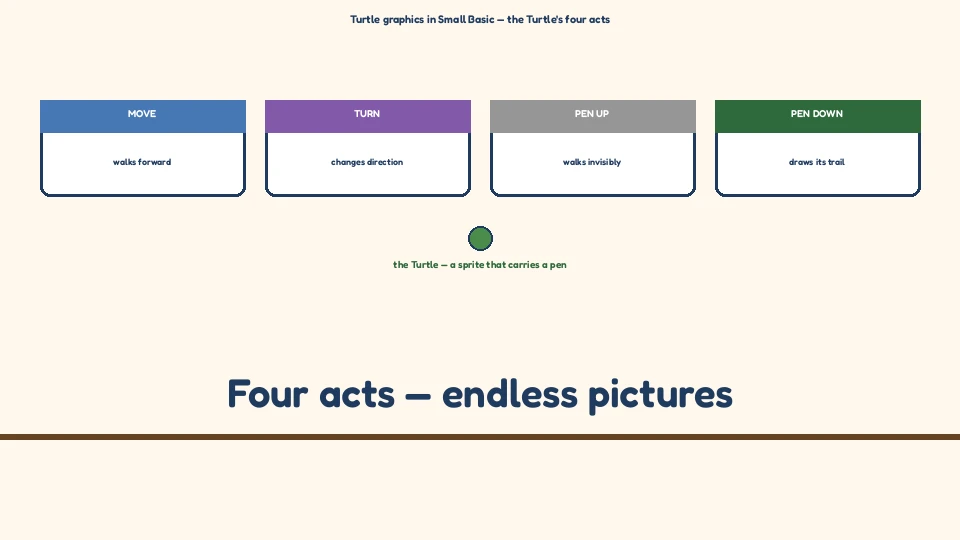 Turtle graphics in Small Basic — the Turtle's four acts
MOVE
walks forward
TURN
changes direction
PEN UP
walks invisibly
PEN DOWN
draws its trail
the Turtle — a sprite that carries a pen
Four acts — endless pictures